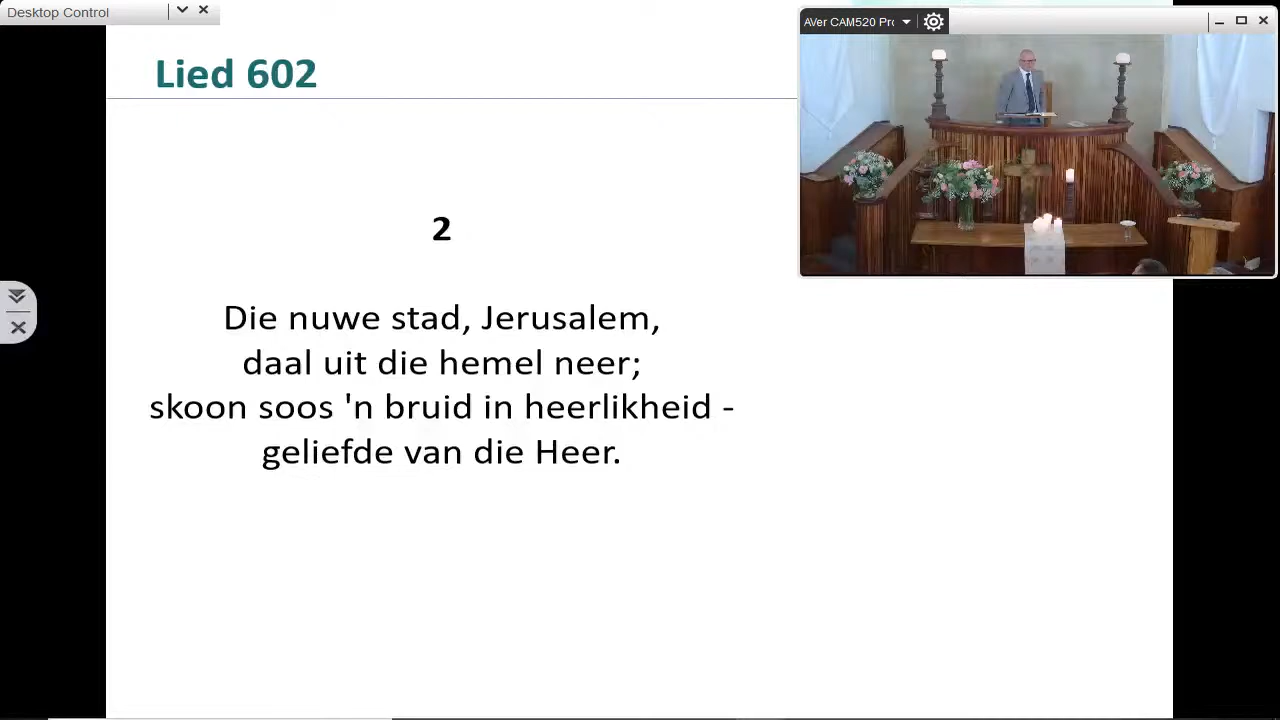 Desktop Control
AVer CAM520 Pro
Lied 602
2
Die nuwe stad, Jerusalem,
daal uit die hemel neer;
skoon soos 'n bruid in heerlikheid -
geliefde van die Heer.